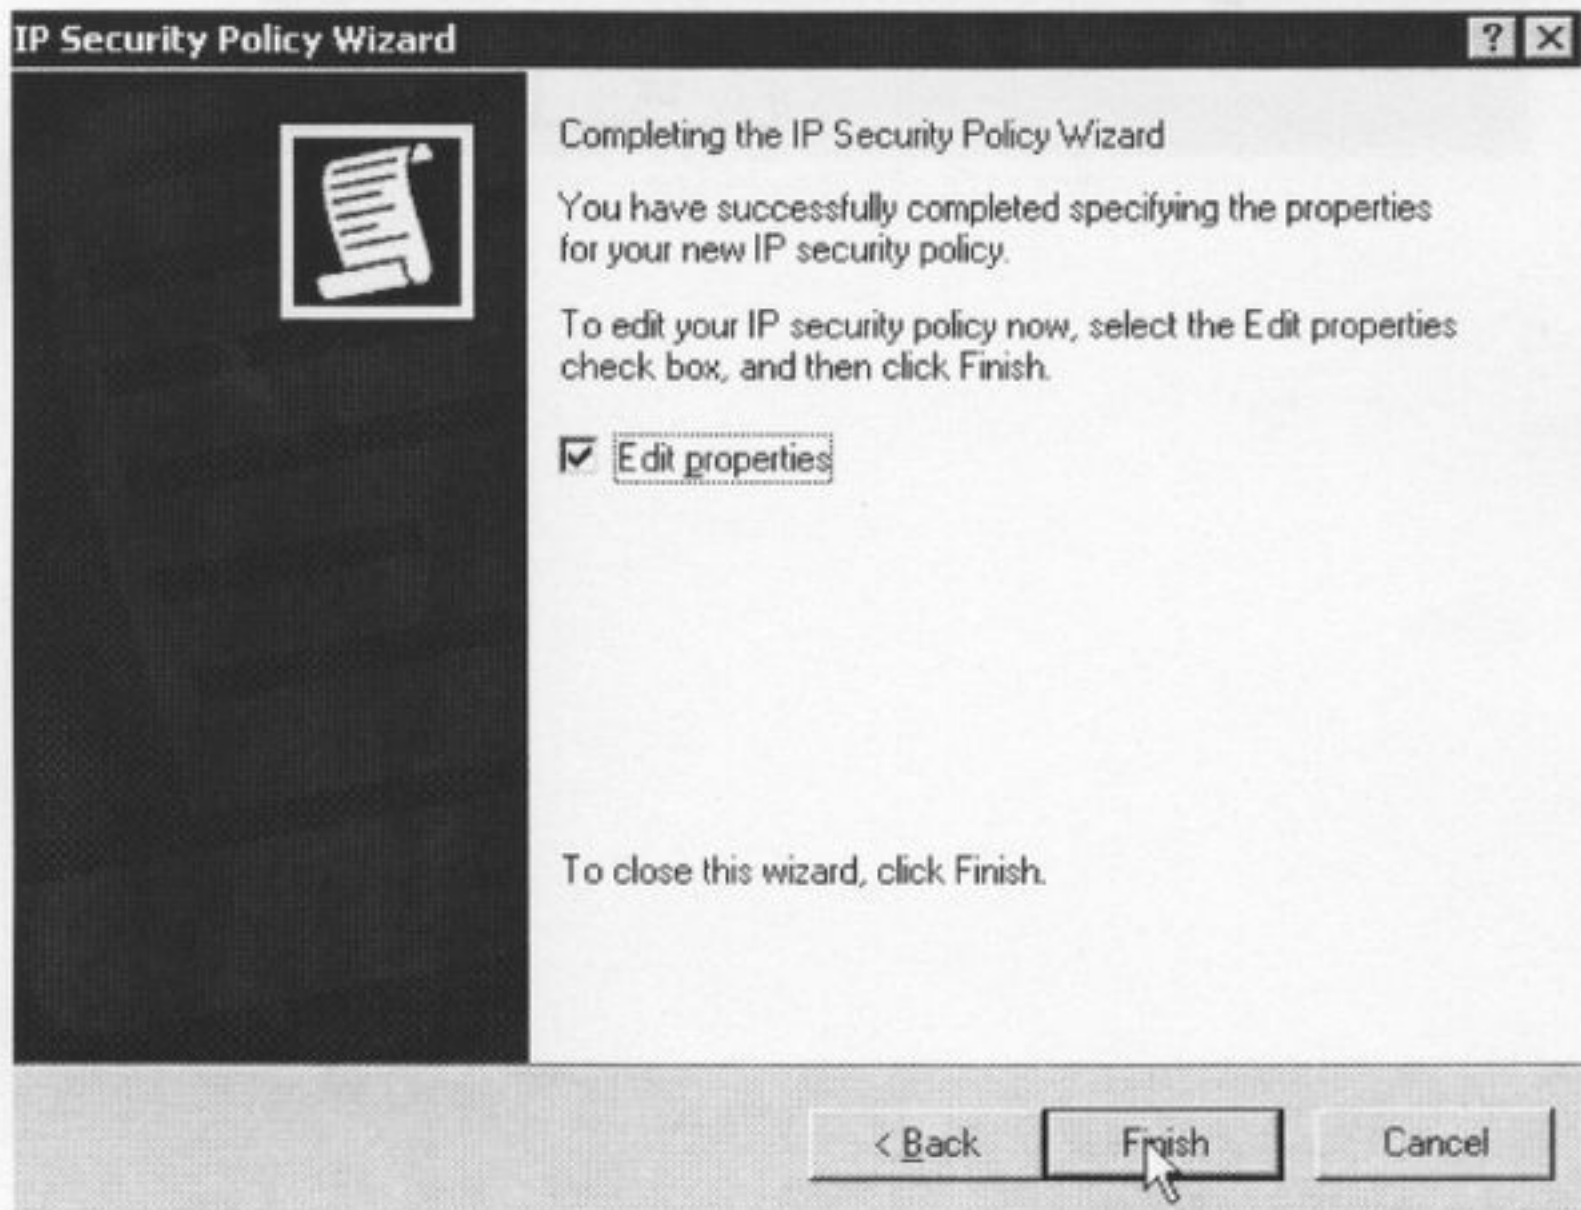 IP Security Policy Wizard
Completing the IP Security Policy Wizard
You have successfully completed specifying the properties
for your new IP security policy.
To edit your IP security policy now, select the Edit properties
check box, and then click Finish.
Edit properties
To close this wizard, click Finish.
< Back
Finish
Cancel